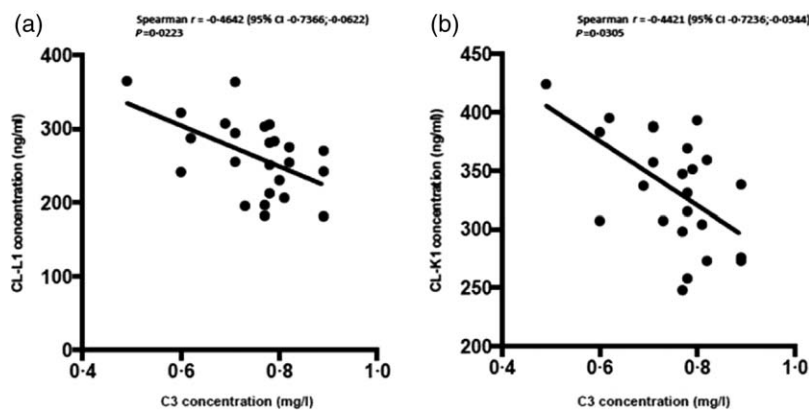 (a)
Spearman r = -0·4642 (95% CI -0·7366; -0·0622)
P=0·0223
CL-L1 concentration (ng/ml)
400
300
200
100
0
0·4
0·6
0·8
1·0
C3 concentration (mg/l)
(b)
Spearman r = -0·4421 (95% CI -0·7236; -0·0344)
P=0·0305
CL-K1 concentration (ng/ml)
450
400
350
300
250
200
0·4
0·6
0·8
1·0
C3 concentration (mg/l)